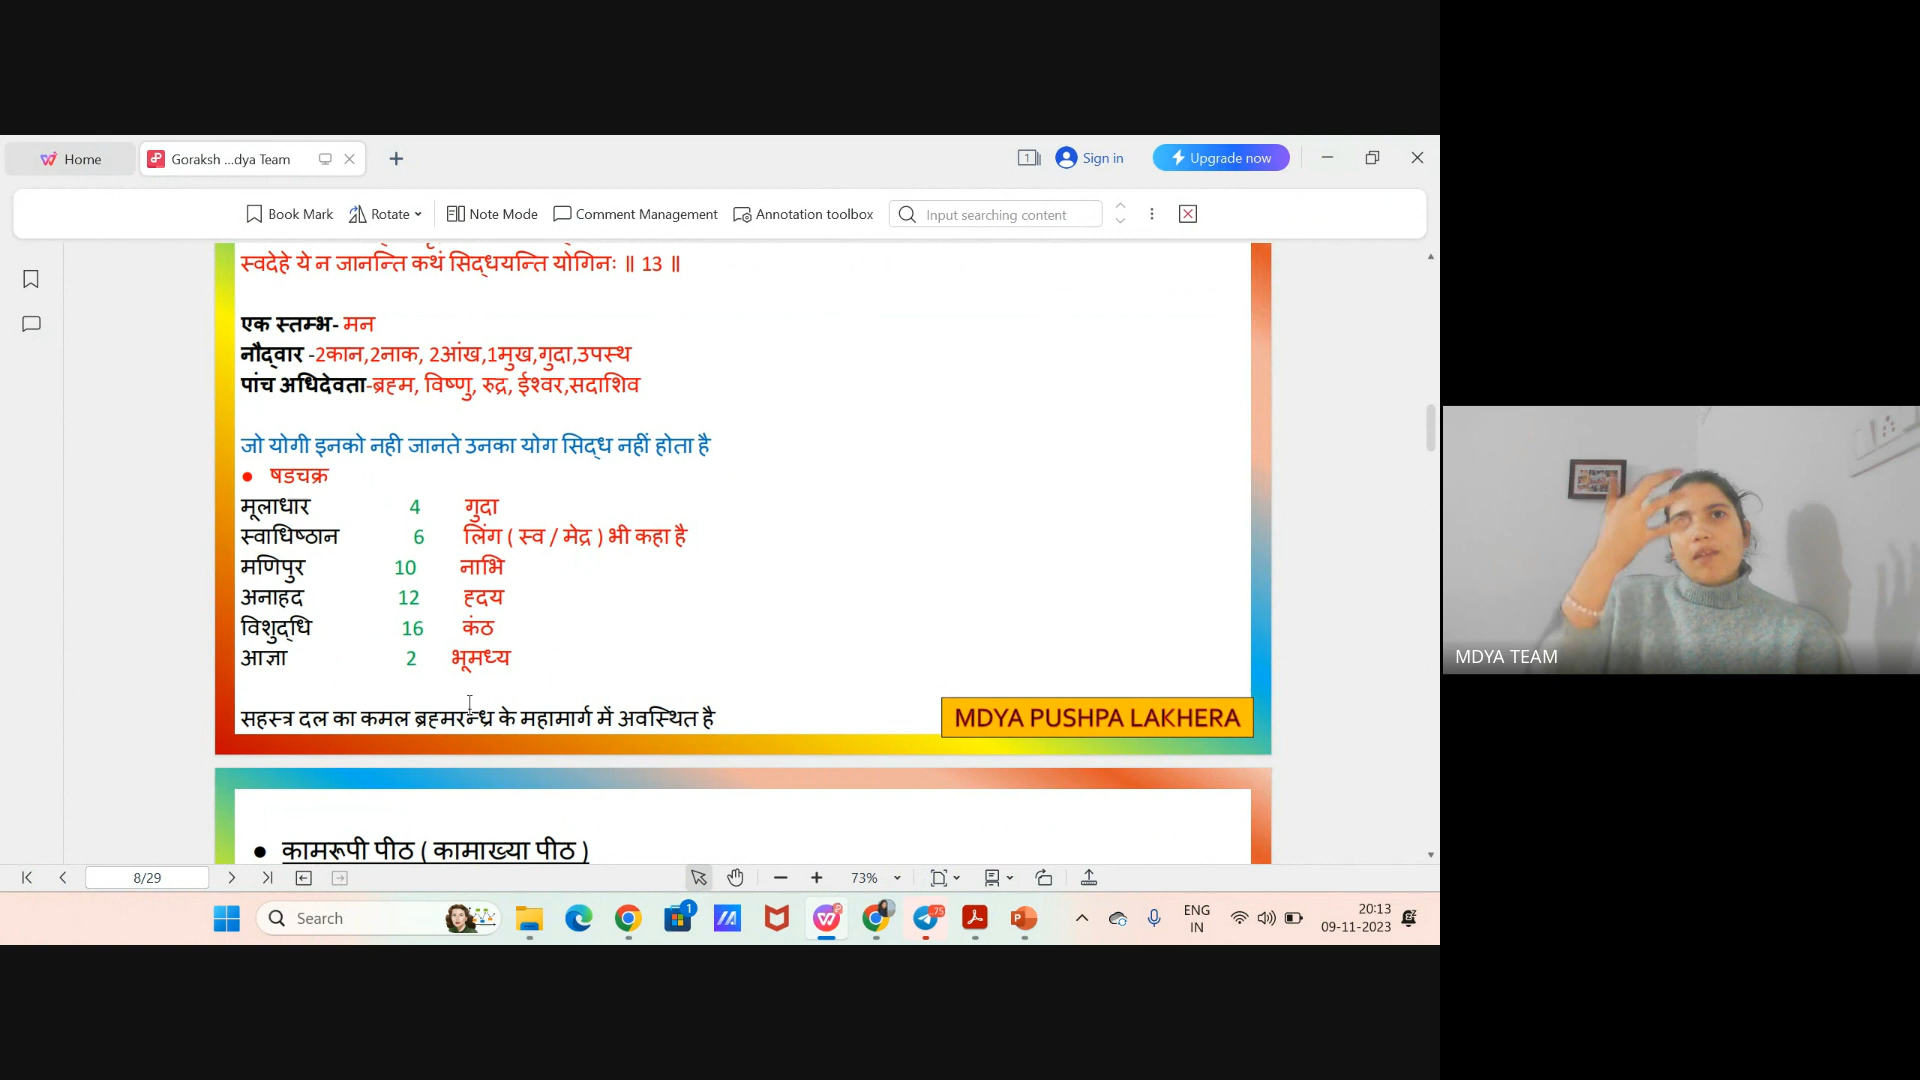 Home
Goraksh ...dya Team
1
Sign in
Upgrade now
Book Mark
Rotate
Note Mode
Comment Management
Annotation toolbox
Input searching content
स्वदेहे ये न जानन्ति कथं सिद्धयन्ति योगिनः ॥ 13 ॥
एक स्तम्भ- मन
नौद्वार -2कान,2नाक, 2आंख,1मुख,गुदा,उपस्थ
पांच अधिदेवता-ब्रह्म, विष्णु, रुद्र, ईश्वर,सदाशिव
जो योगी इनको नही जानते उनका योग सिद्ध नहीं होता है
● षडचक्र
मूलाधार 4 गुदा
स्वाधिष्ठान 6 लिंग ( स्व / मेद्र ) भी कहा है
मणिपुर 10 नाभि
अनाहद 12 ह्दय
विशुद्धि 16 कंठ
आज्ञा 2 भूमध्य
सहस्त्र दल का कमल ब्रह्मरन्ध्र के महामार्ग में अवस्थित है
MDYA PUSHPA LAKHERA
● कामरूपी पीठ ( कामाख्या पीठ )
MDYA TEAM
8/29
73%
Search
1
75
ENG
IN
20:13
09-11-2023